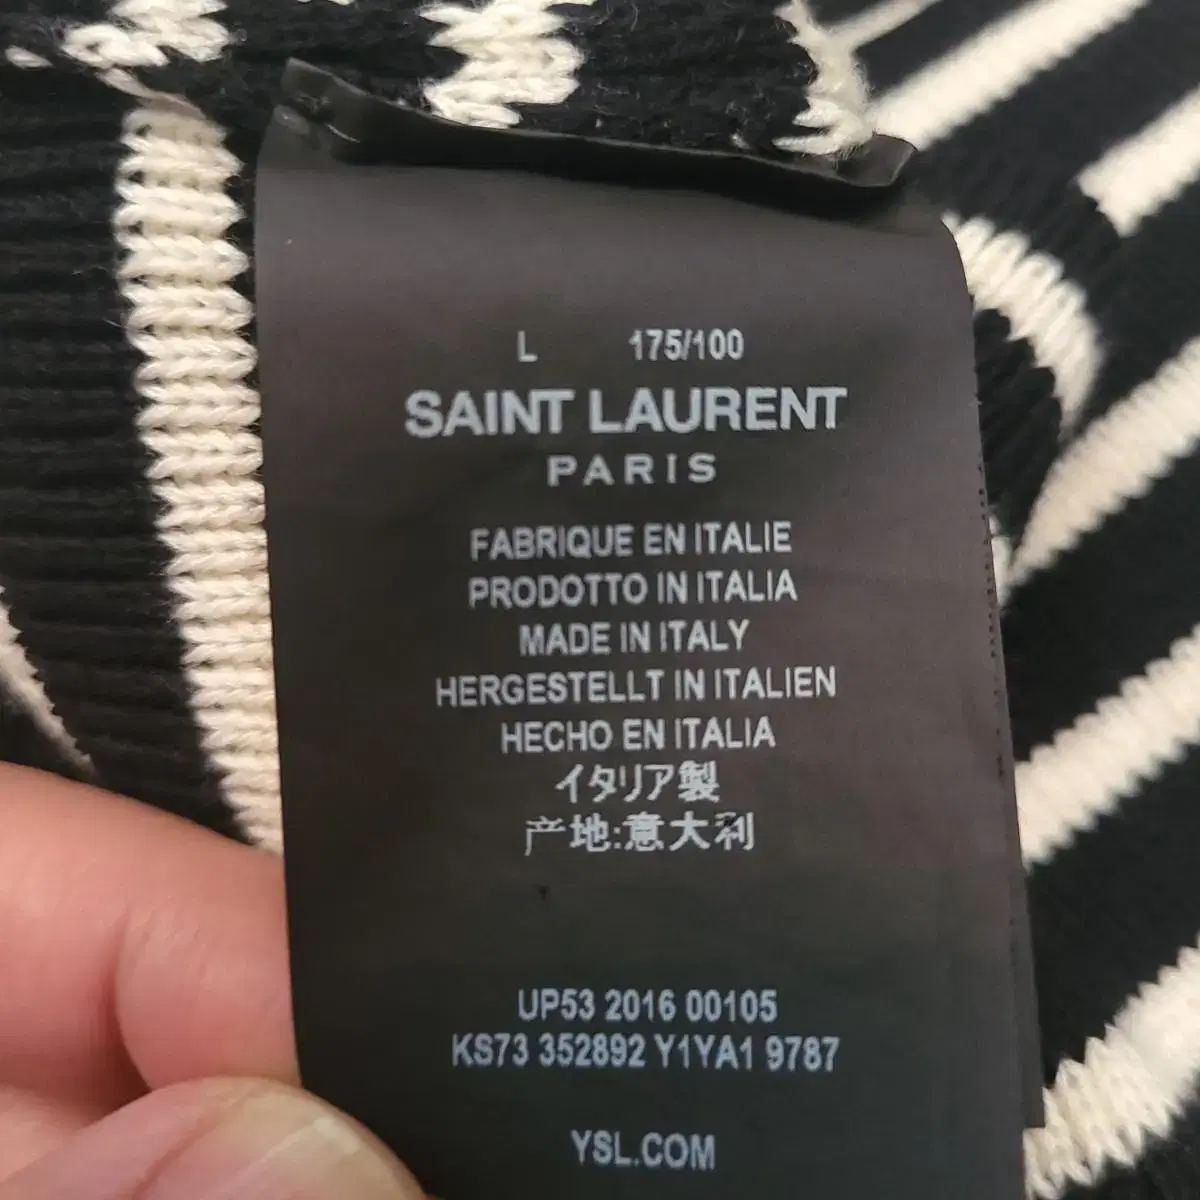 L 175/100
SAINT LAURENT
PARIS
FABRIQUE EN ITALIE
PRODOTTO IN ITALIA
MADE IN ITALY
HERGESTELLT IN ITALIEN
HECHO EN ITALIA
イタリア製
产地:意大利
UP53 2016 00105
KS73 352892 Y1YA1 9787
YSL.COM